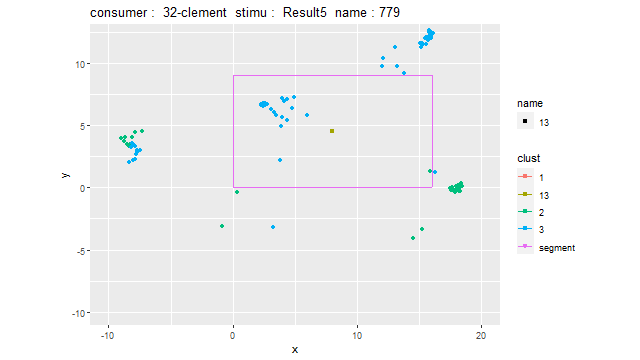 consumer : 32-clement stimu : Result5 name : 779
name
13
clust
1
13
2
3
segment
10
5
0
-5
-10
y
-10
0
10
20
x